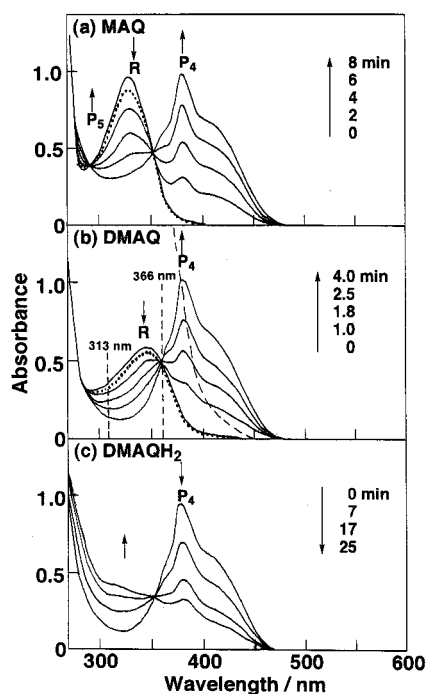 (a) MAQ
R
P4
P5
8 min
6
4
2
0
1.0
0.5
0
(b) DMAQ
P4
366 nm
R
313 nm
4.0 min
2.5
1.8
1.0
0
1.0
0.5
0
Absorbance
(c) DMAQH2
P4
0 min
7
17
25
1.0
0.5
0
300 400 500 600
Wavelength / nm